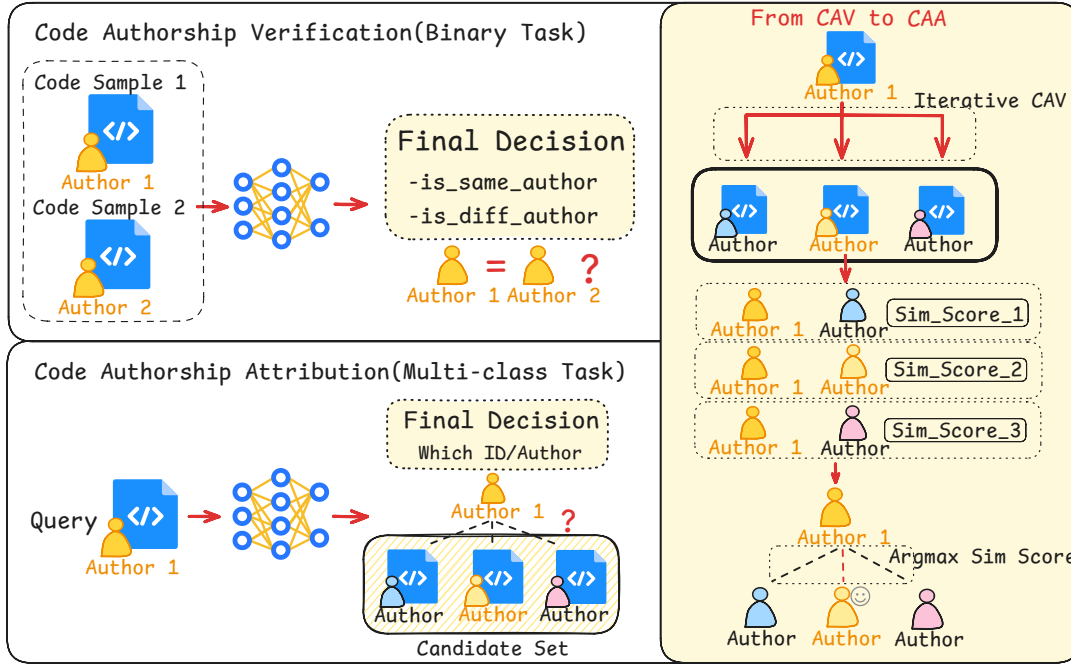 Code Authorship Verification(Binary Task)
Code Sample 1
</>
Author 1
Code Sample 2
</>
Author 2
Final Decision
-is_same_author
-is_diff_author
=
?
Author 1 Author 2
Code Authorship Attribution(Multi-class Task)
Query
</>
Author 1
Final Decision
Which ID/Author
Author 1
?
</> </> </>
Author Author Author
Candidate Set
From CAV to CAA
</>
Author 1
Iterative CAV
</> </> </>
Author Author Author
Author 1 Author Sim_Score_1
Author 1 Author Sim_Score_2
Author 1 Author Sim_Score_3
Author 1
Argmax Sim Score
Author Author Author